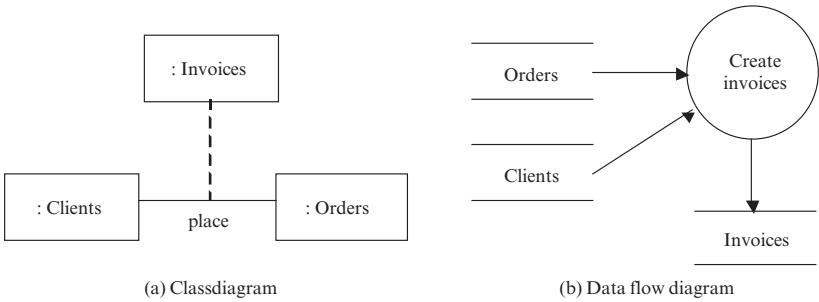 : Invoices
: Clients
place
: Orders
(a) Classdiagram
Orders
Clients
Create
invoices
Invoices
(b) Data flow diagram